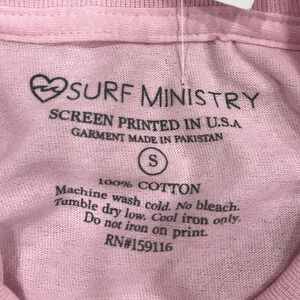 SURF MINISTRY
SCREEN PRINTED IN U.S.A
GARMENT MADE IN PAKISTAN
S
100% COTTON
Machine wash cold. No bleach.
Tumble dry low. Cool iron only.
Do not iron on print.
RN#159116